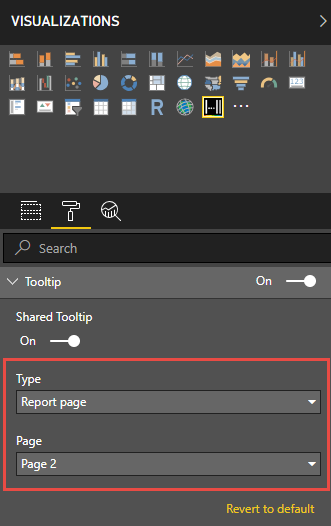 VISUALIZATIONS
R
Search
Tooltip On
Shared Tooltip
On
Type
Report page
Page
Page 2
Revert to default